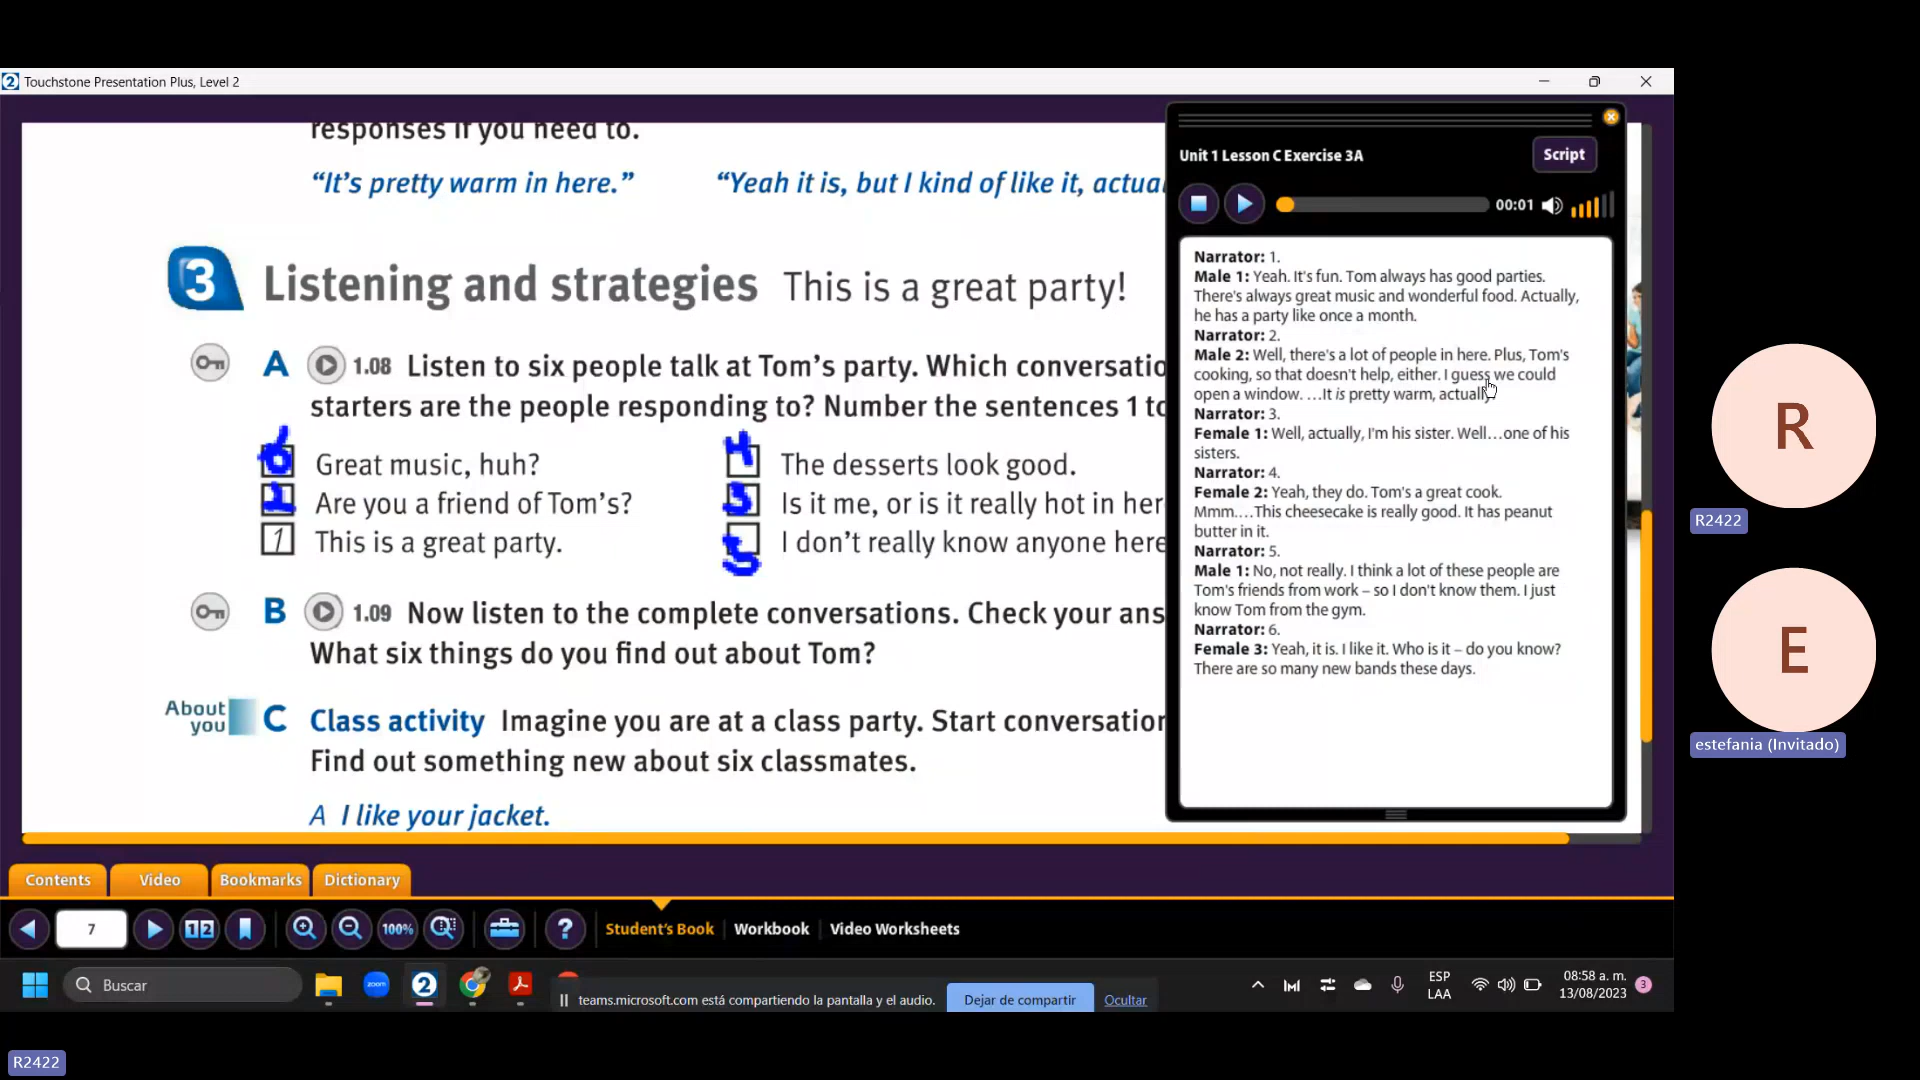 Touchstone Presentation Plus, Level 2
responses if you need to.
“It’s pretty warm in here.” “Yeah it is, but I kind of like it, actual
3 Listening and strategies This is a great party!
A 1.08 Listen to six people talk at Tom’s party. Which conversatio
starters are the people responding to? Number the sentences 1 to
6 Great music, huh?
Are you a friend of Tom’s?
1 This is a great party.
4 The desserts look good.
3 Is it me, or is it really hot in her
5 I don’t really know anyone here
B 1.09 Now listen to the complete conversations. Check your ans
What six things do you find out about Tom?
About
you
C Class activity Imagine you are at a class party. Start conversation
Find out something new about six classmates.
A I like your jacket.
Unit 1 Lesson C Exercise 3A
Script
00:01
Narrator: 1.
Male 1: Yeah. It's fun. Tom always has good parties.
There's always great music and wonderful food. Actually,
he has a party like once a month.
Narrator: 2.
Male 2: Well, there's a lot of people in here. Plus, Tom's
cooking, so that doesn't help, either. I guess we could
open a window. …It is pretty warm, actually.
Narrator: 3.
Female 1: Well, actually, I'm his sister. Well…one of his
sisters.
Narrator: 4.
Female 2: Yeah, they do. Tom's a great cook.
Mmm.…This cheesecake is really good. It has peanut
butter in it.
Narrator: 5.
Male 1: No, not really. I think a lot of these people are
Tom's friends from work – so I don't know them. I just
know Tom from the gym.
Narrator: 6.
Female 3: Yeah, it is. I like it. Who is it – do you know?
There are so many new bands these days.
Contents Video Bookmarks Dictionary
7 12 100% ? Student's Book Workbook Video Worksheets
Buscar
zoom
2
teams.microsoft.com está compartiendo la pantalla y el audio. Dejar de compartir Ocultar
ESP
LAA
08:58 a. m.
13/08/2023
3
R
R2422
E
estefania (Invitado)
R2422